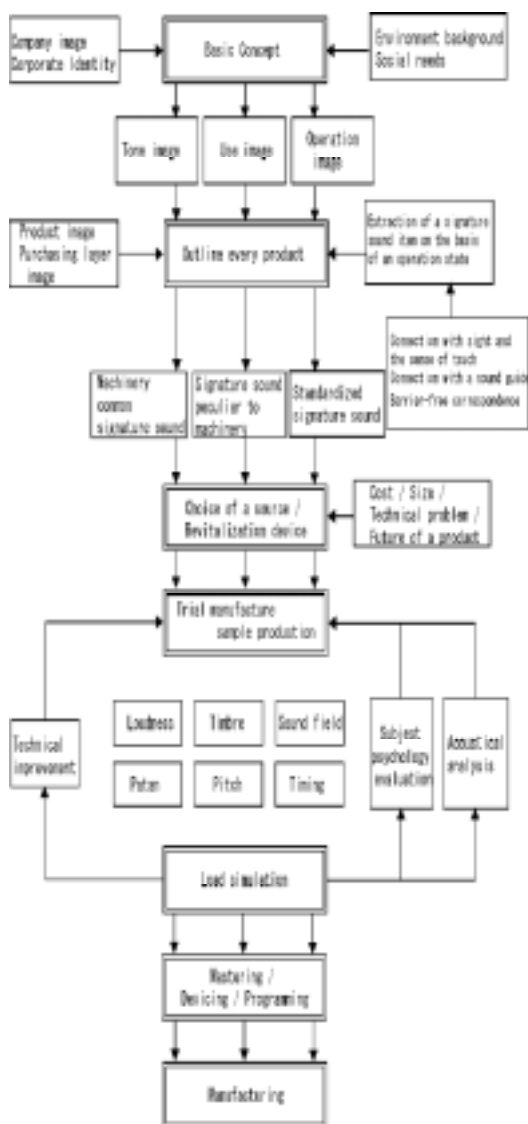 Company image
Corporate Identity
Basic Concept
Environment background
Social needs
Tone image
Use image
Operation
image
Product image
Purchasing layer
image
Outline every product
Extraction of a signature
sound item on the basis
of an operation state
Connection with sight and
the sense of touch
Connection with a sound guide
Barrier-free correspondence
Machinery
common
signature sound
Signature sound
peculier to
machinery
Standardized
signature sound
Choice of a source /
Revitalization device
Cost / Size /
Technical problem /
Future of a product
Trial manufacture
sample production
Loudness
Timbre
Sound field
Technical
improvement
Subject
psychology
evaluation
Acoustical
analysis
Patan
Pitch
Timing
Load simulation
Mastering /
Devicing / Programming
Manufacturing